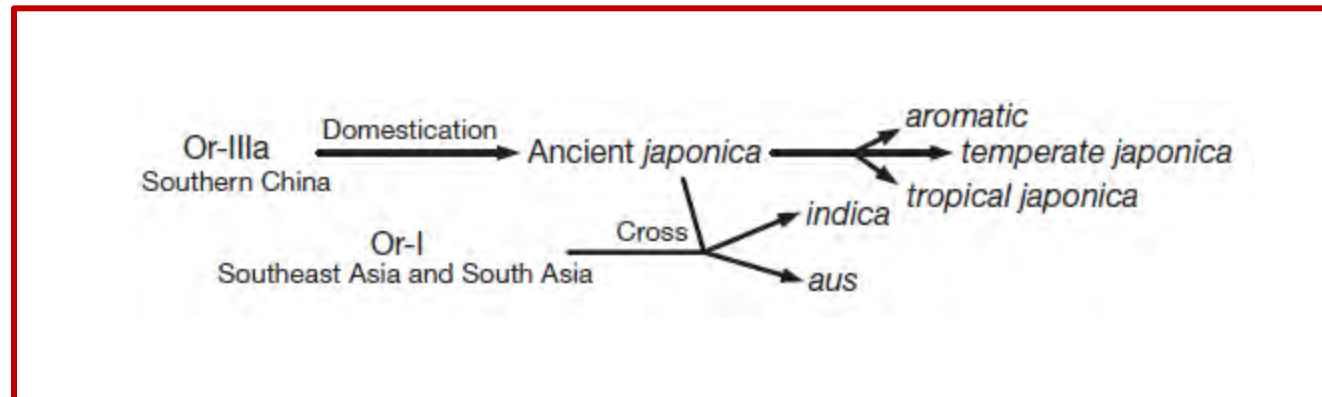 aromatic
Domestication
Or-IIIa
Ancient japonica
temperate japonica
Southern China
tropical japonica
indica
Cross
Or-I
Southeast Asia and South Asia
aus